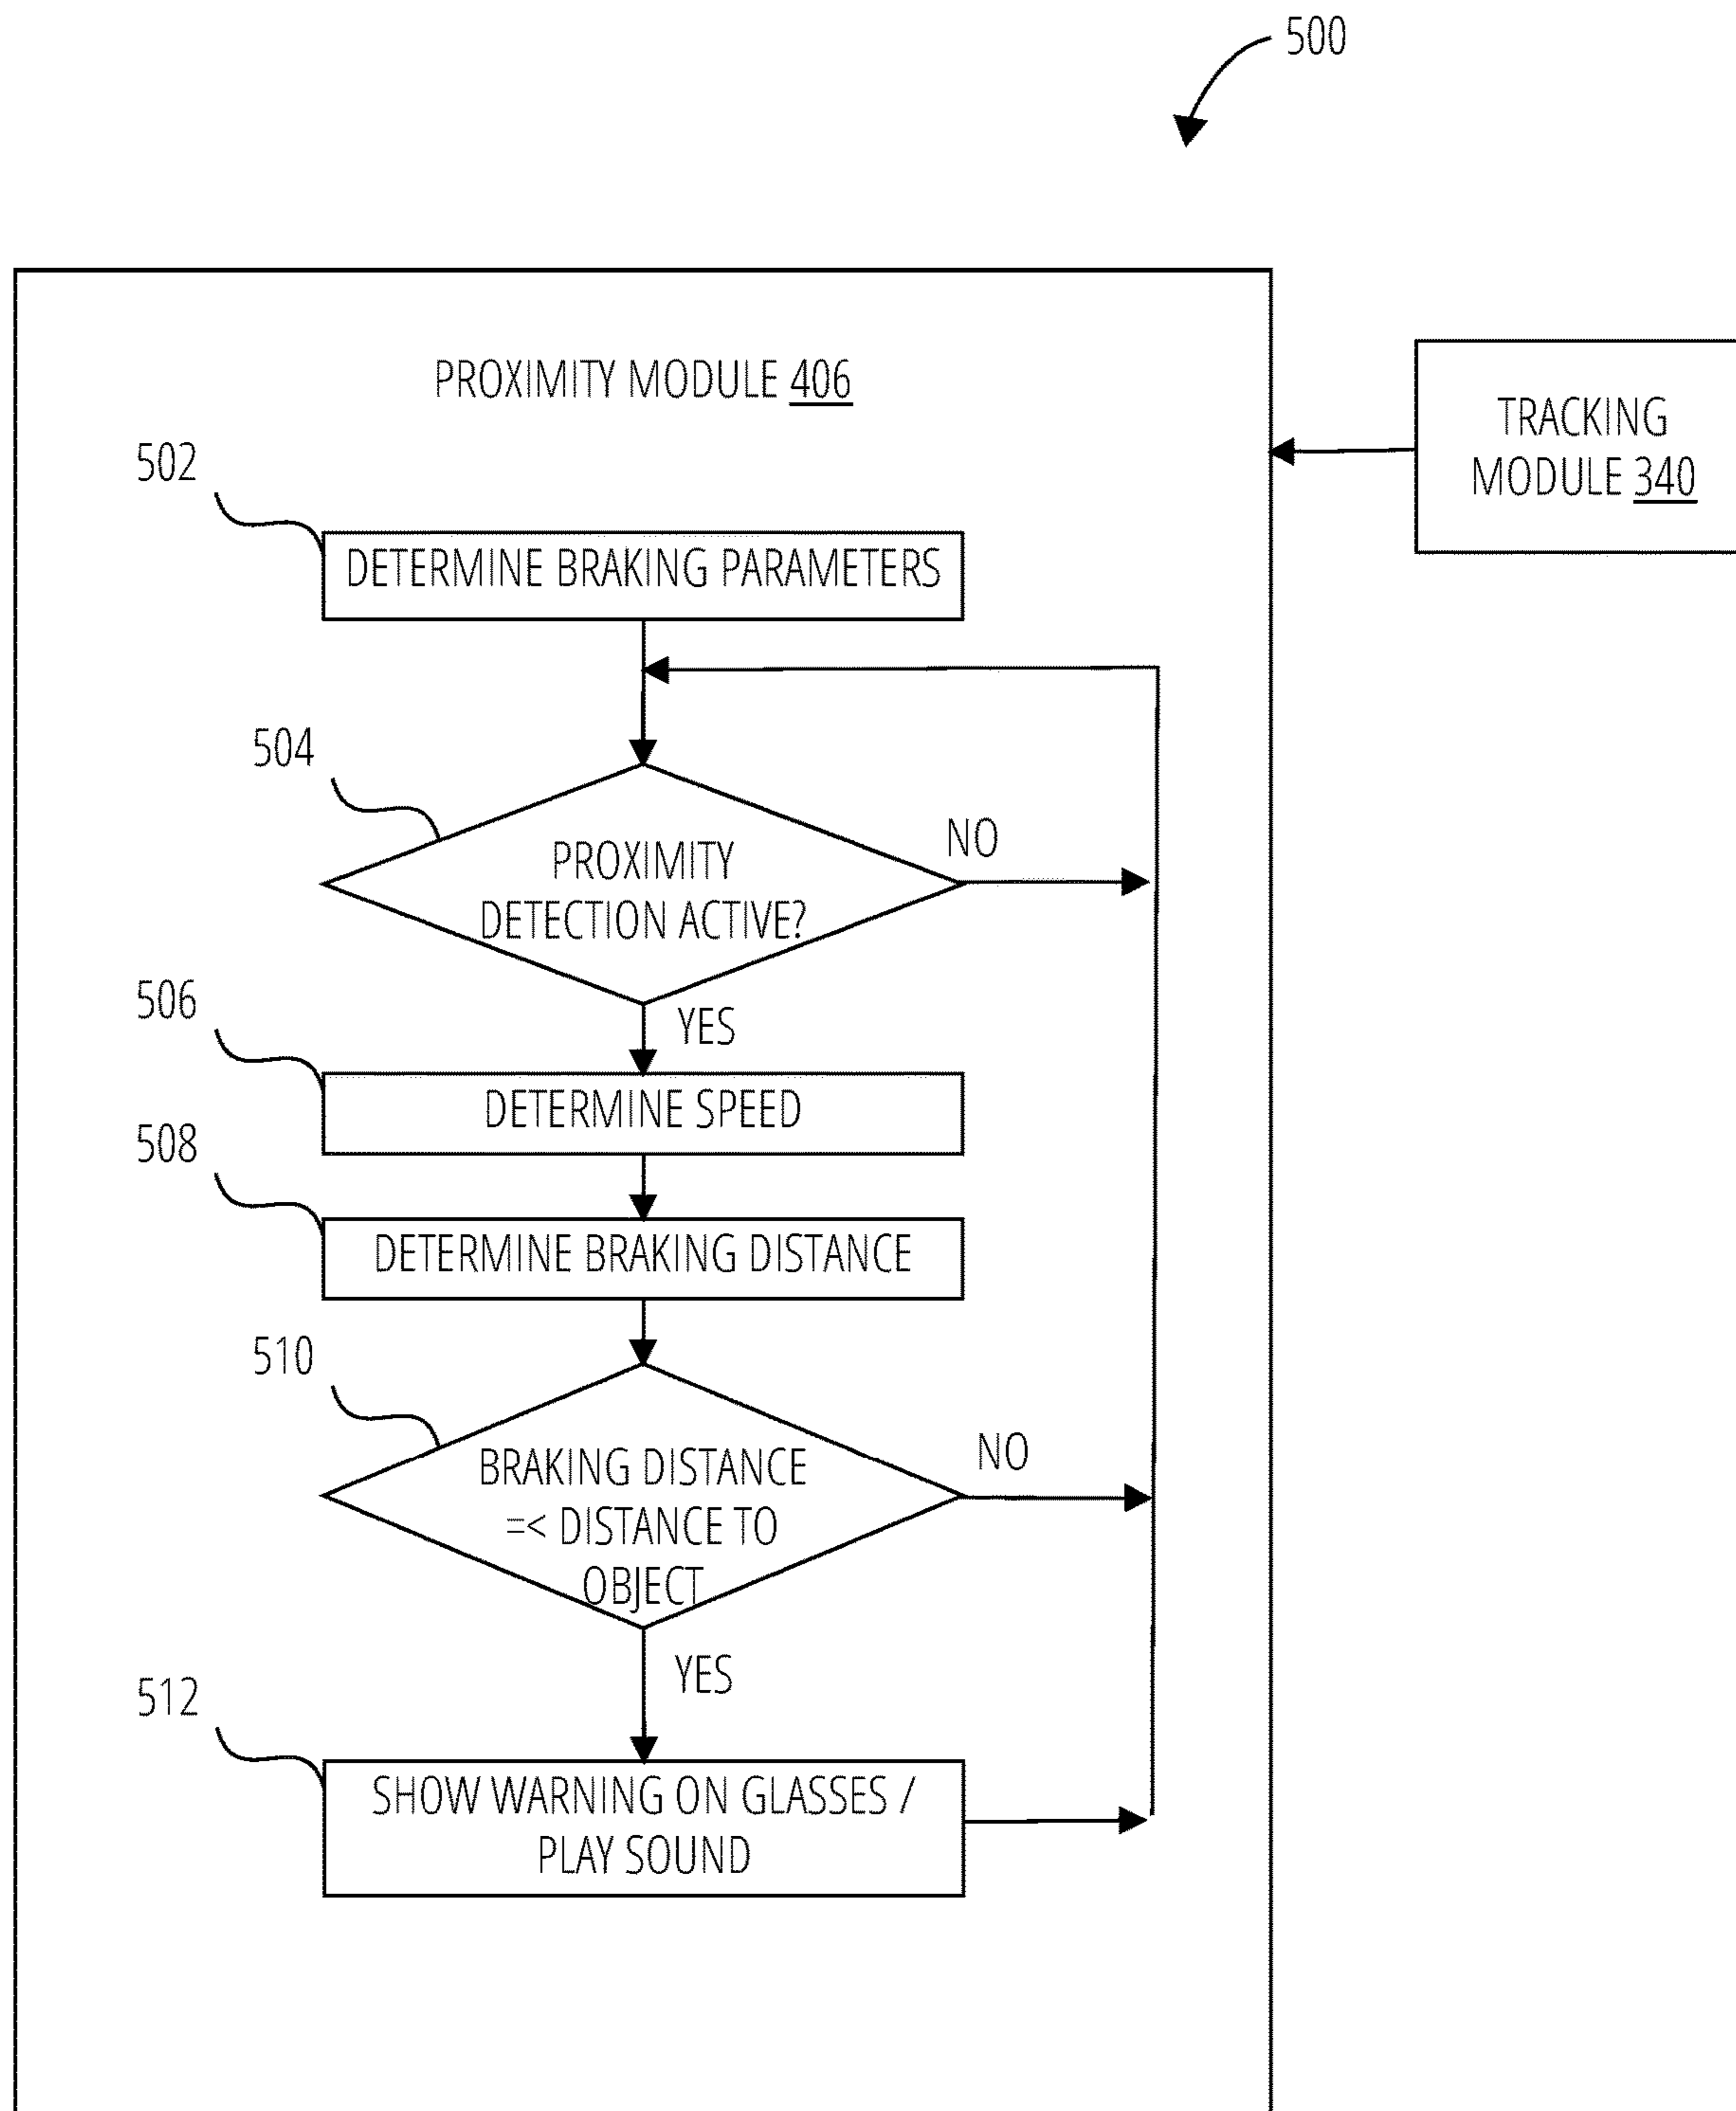 500
PROXIMITY MODULE 406
TRACKING
MODULE 340
502
DETERMINE BRAKING PARAMETERS
504
PROXIMITY
DETECTION ACTIVE?
NO
506
YES
DETERMINE SPEED
508
DETERMINE BRAKING DISTANCE
510
BRAKING DISTANCE
=< DISTANCE TO
OBJECT
NO
YES
512
SHOW WARNING ON GLASSES /
PLAY SOUND